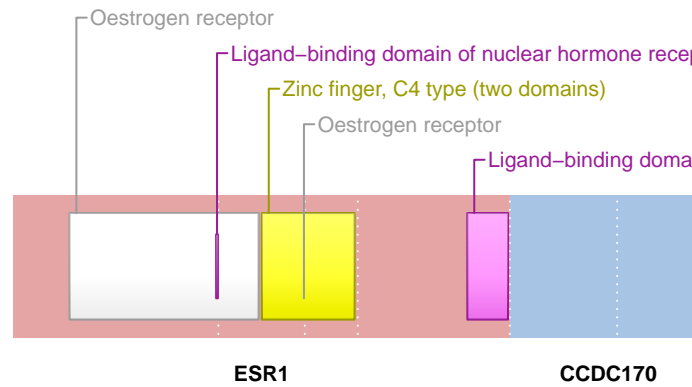 Oestrogen receptor
Ligand−binding domain of nuclear hormone recep
Zinc finger, C4 type (two domains)
Oestrogen receptor
Ligand−binding doma
ESR1
CCDC170